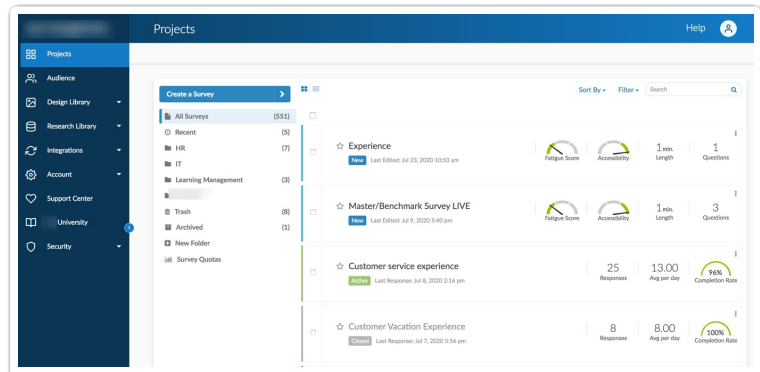 Projects
Help
Projects
Audience
Design Library
Research Library
Integrations
Account
Support Center
University
Security
Create a Survey
All Surveys (551)
Recent (5)
HR (7)
IT
Learning Management (3)
Trash (8)
Archived (1)
New Folder
Survey Quotas
Sort By
Filter
Search
Experience
New Last Edited: Jul 23, 2020 10:53 am
Fatigue Score
Accessibility
1 min.
Length
1
Questions
Master/Benchmark Survey LIVE
New Last Edited: Jul 9, 2020 5:40 pm
Fatigue Score
Accessibility
1 min.
Length
3
Questions
Customer service experience
Active Last Response: Jul 8, 2020 2:16 pm
25
Responses
13.00
Avg per day
96%
Completion Rate
Customer Vacation Experience
Closed Last Response: Jul 7, 2020 5:56 pm
8
Responses
8.00
Avg per day
100%
Completion Rate